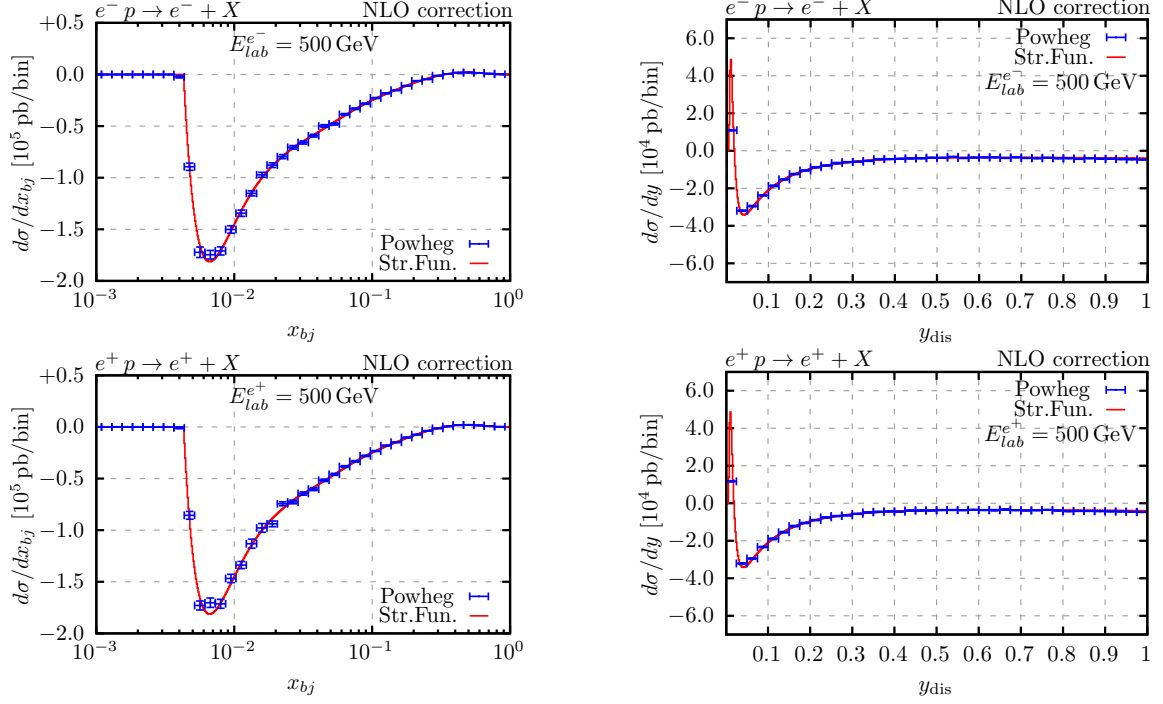 e⁻ p → e⁻ + X NLO correction
+0.5
0.0
−0.5
−1.0
−1.5
−2.0
dσ/dx_bj [10⁵ pb/bin]
E_lab^e⁻ = 500 GeV
Powheg
Str.Fun.
10⁻³ 10⁻² 10⁻¹ 10⁰
x_bj
e⁻ p → e⁻ + X NLO correction
6.0
4.0
2.0
0.0
−2.0
−4.0
−6.0
dσ/dy [10⁴ pb/bin]
Powheg
Str.Fun.
E_lab^e⁻ = 500 GeV
0.1 0.2 0.3 0.4 0.5 0.6 0.7 0.8 0.9 1
y_dis
e⁺ p → e⁺ + X NLO correction
+0.5
0.0
−0.5
−1.0
−1.5
−2.0
dσ/dx_bj [10⁵ pb/bin]
E_lab^e⁺ = 500 GeV
Powheg
Str.Fun.
10⁻³ 10⁻² 10⁻¹ 10⁰
x_bj
e⁺ p → e⁺ + X NLO correction
6.0
4.0
2.0
0.0
−2.0
−4.0
−6.0
dσ/dy [10⁴ pb/bin]
Powheg
Str.Fun.
E_lab^e⁺ = 500 GeV
0.1 0.2 0.3 0.4 0.5 0.6 0.7 0.8 0.9 1
y_dis